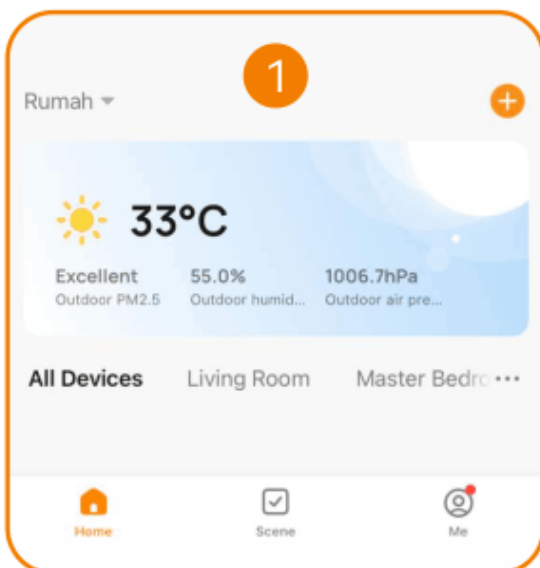 1
Rumah
33°C
Excellent 55.0% 1006.7hPa
Outdoor PM2.5 Outdoor humid... Outdoor air pre...
All Devices Living Room Master Bedro ...
Home Scene Me